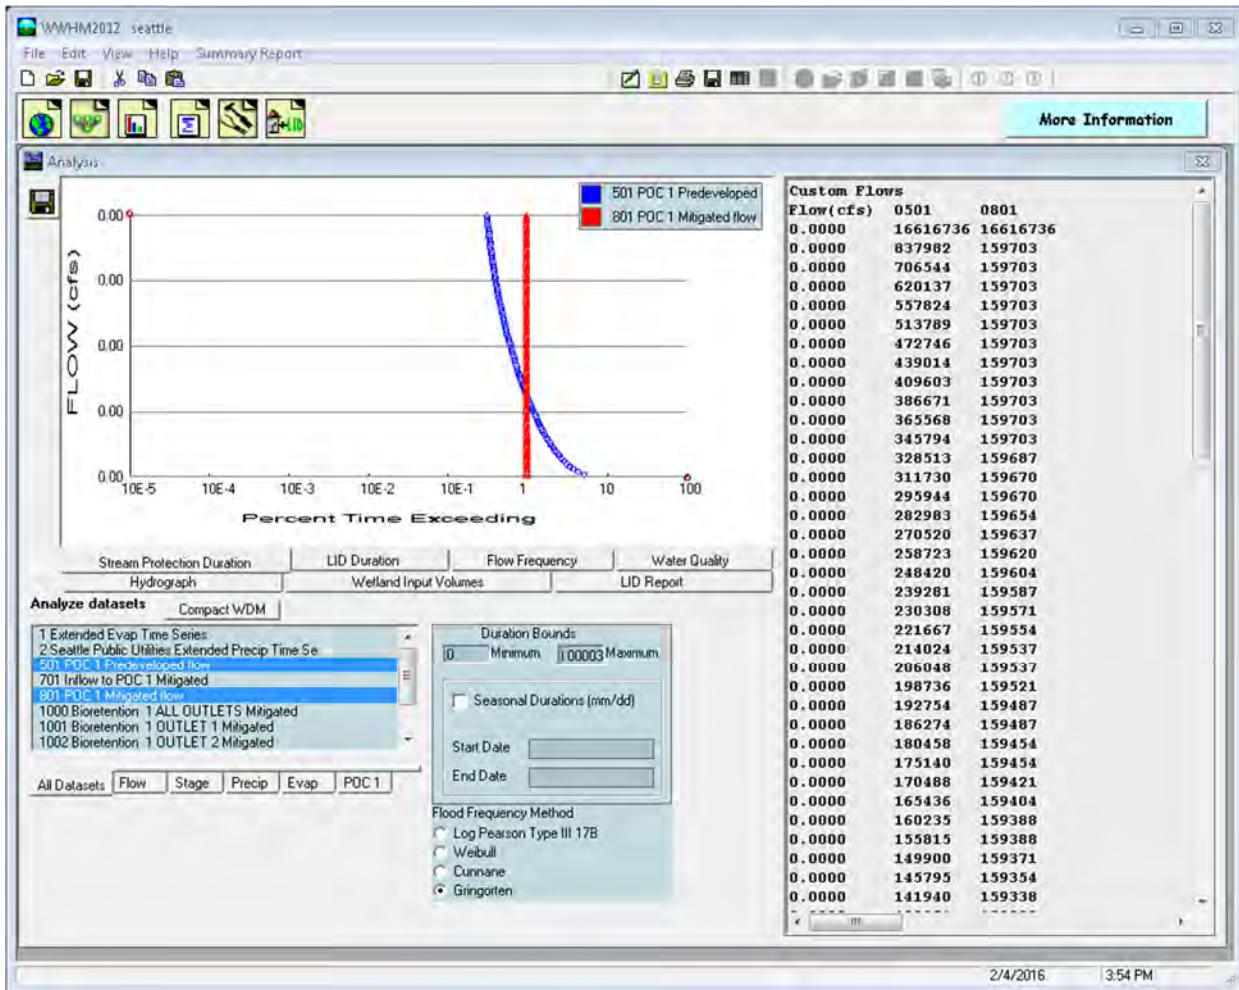 WWHM2012 seattle
File Edit View Help Summary Report
More Information
Analysis
501 POC 1 Predeveloped
801 POC 1 Mitigated flow
FLOW (cfs)
0.00
0.00
0.00
0.00
0.00
10E-5 10E-4 10E-3 10E-2 10E-1 1 10 100
Percent Time Exceeding
Stream Protection Duration LID Duration Flow Frequency Water Quality
Hydrograph Wetland Input Volumes LID Report
Analyze datasets Compact WDM
1 Extended Evap Time Series
2 Seattle Public Utilities Extended Precip Time Se
501 POC 1 Predeveloped flow
701 Inflow to POC 1 Mitigated
801 POC 1 Mitigated flow
1000 Bioretention 1 ALL OUTLETS Mitigated
1001 Bioretention 1 OUTLET 1 Mitigated
1002 Bioretention 1 OUTLET 2 Mitigated
All Datasets Flow Stage Precip Evap POC 1
Duration Bounds
0 Minimum 1.00003 Maximum
Seasonal Durations (mm/dd)
Start Date
End Date
Flood Frequency Method
Log Pearson Type III 17B
Weibull
Cunnane
Gringorten
Custom Flows
Flow(cfs) 0501 0801
0.0000 16616736 16616736
0.0000 837982 159703
0.0000 706544 159703
0.0000 620137 159703
0.0000 557824 159703
0.0000 513789 159703
0.0000 472746 159703
0.0000 439014 159703
0.0000 409603 159703
0.0000 386671 159703
0.0000 365568 159703
0.0000 345794 159703
0.0000 328513 159687
0.0000 311730 159670
0.0000 295944 159670
0.0000 282983 159654
0.0000 270520 159637
0.0000 258723 159620
0.0000 248420 159604
0.0000 239281 159587
0.0000 230308 159571
0.0000 221667 159554
0.0000 214024 159537
0.0000 206048 159537
0.0000 198736 159521
0.0000 192754 159487
0.0000 186274 159487
0.0000 180458 159454
0.0000 175140 159454
0.0000 170488 159421
0.0000 165436 159404
0.0000 160235 159388
0.0000 155815 159388
0.0000 149900 159371
0.0000 145795 159354
0.0000 141940 159338
2/4/2016 3:54 PM